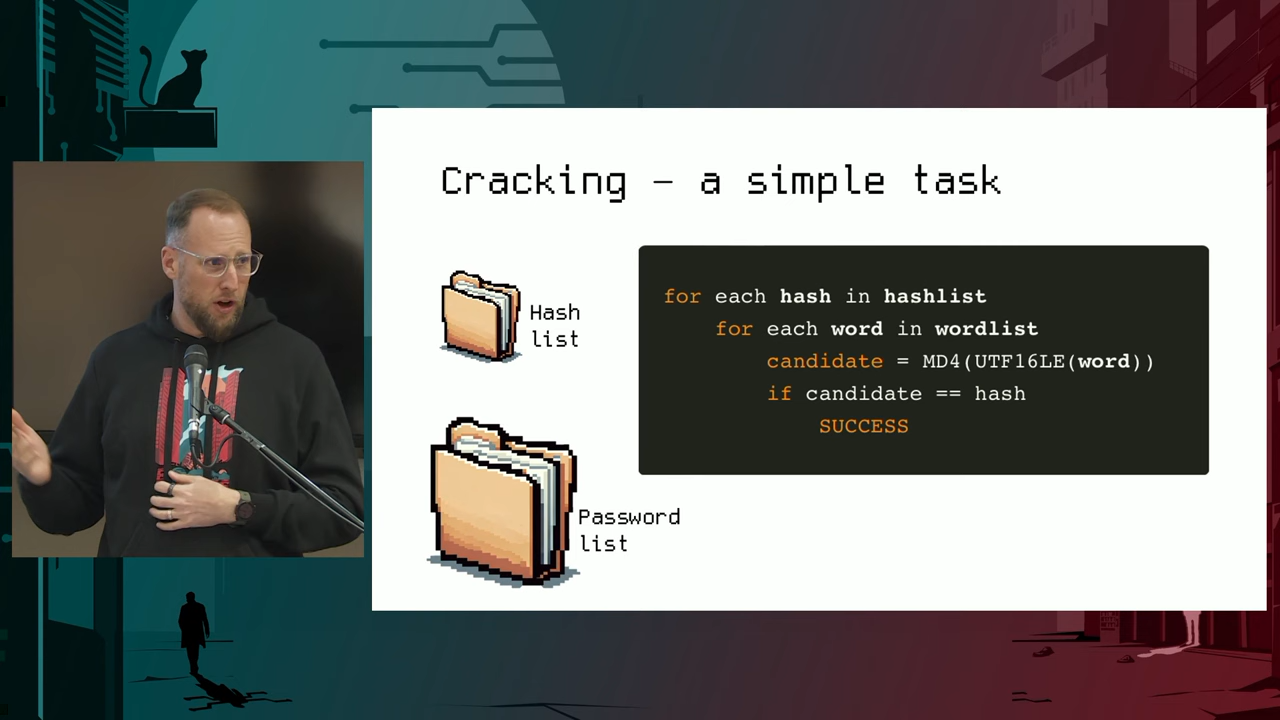 Cracking – a simple task
Hash
list
for each hash in hashlist
for each word in wordlist
candidate = MD4(UTF16LE(word))
if candidate == hash
SUCCESS
Password
list